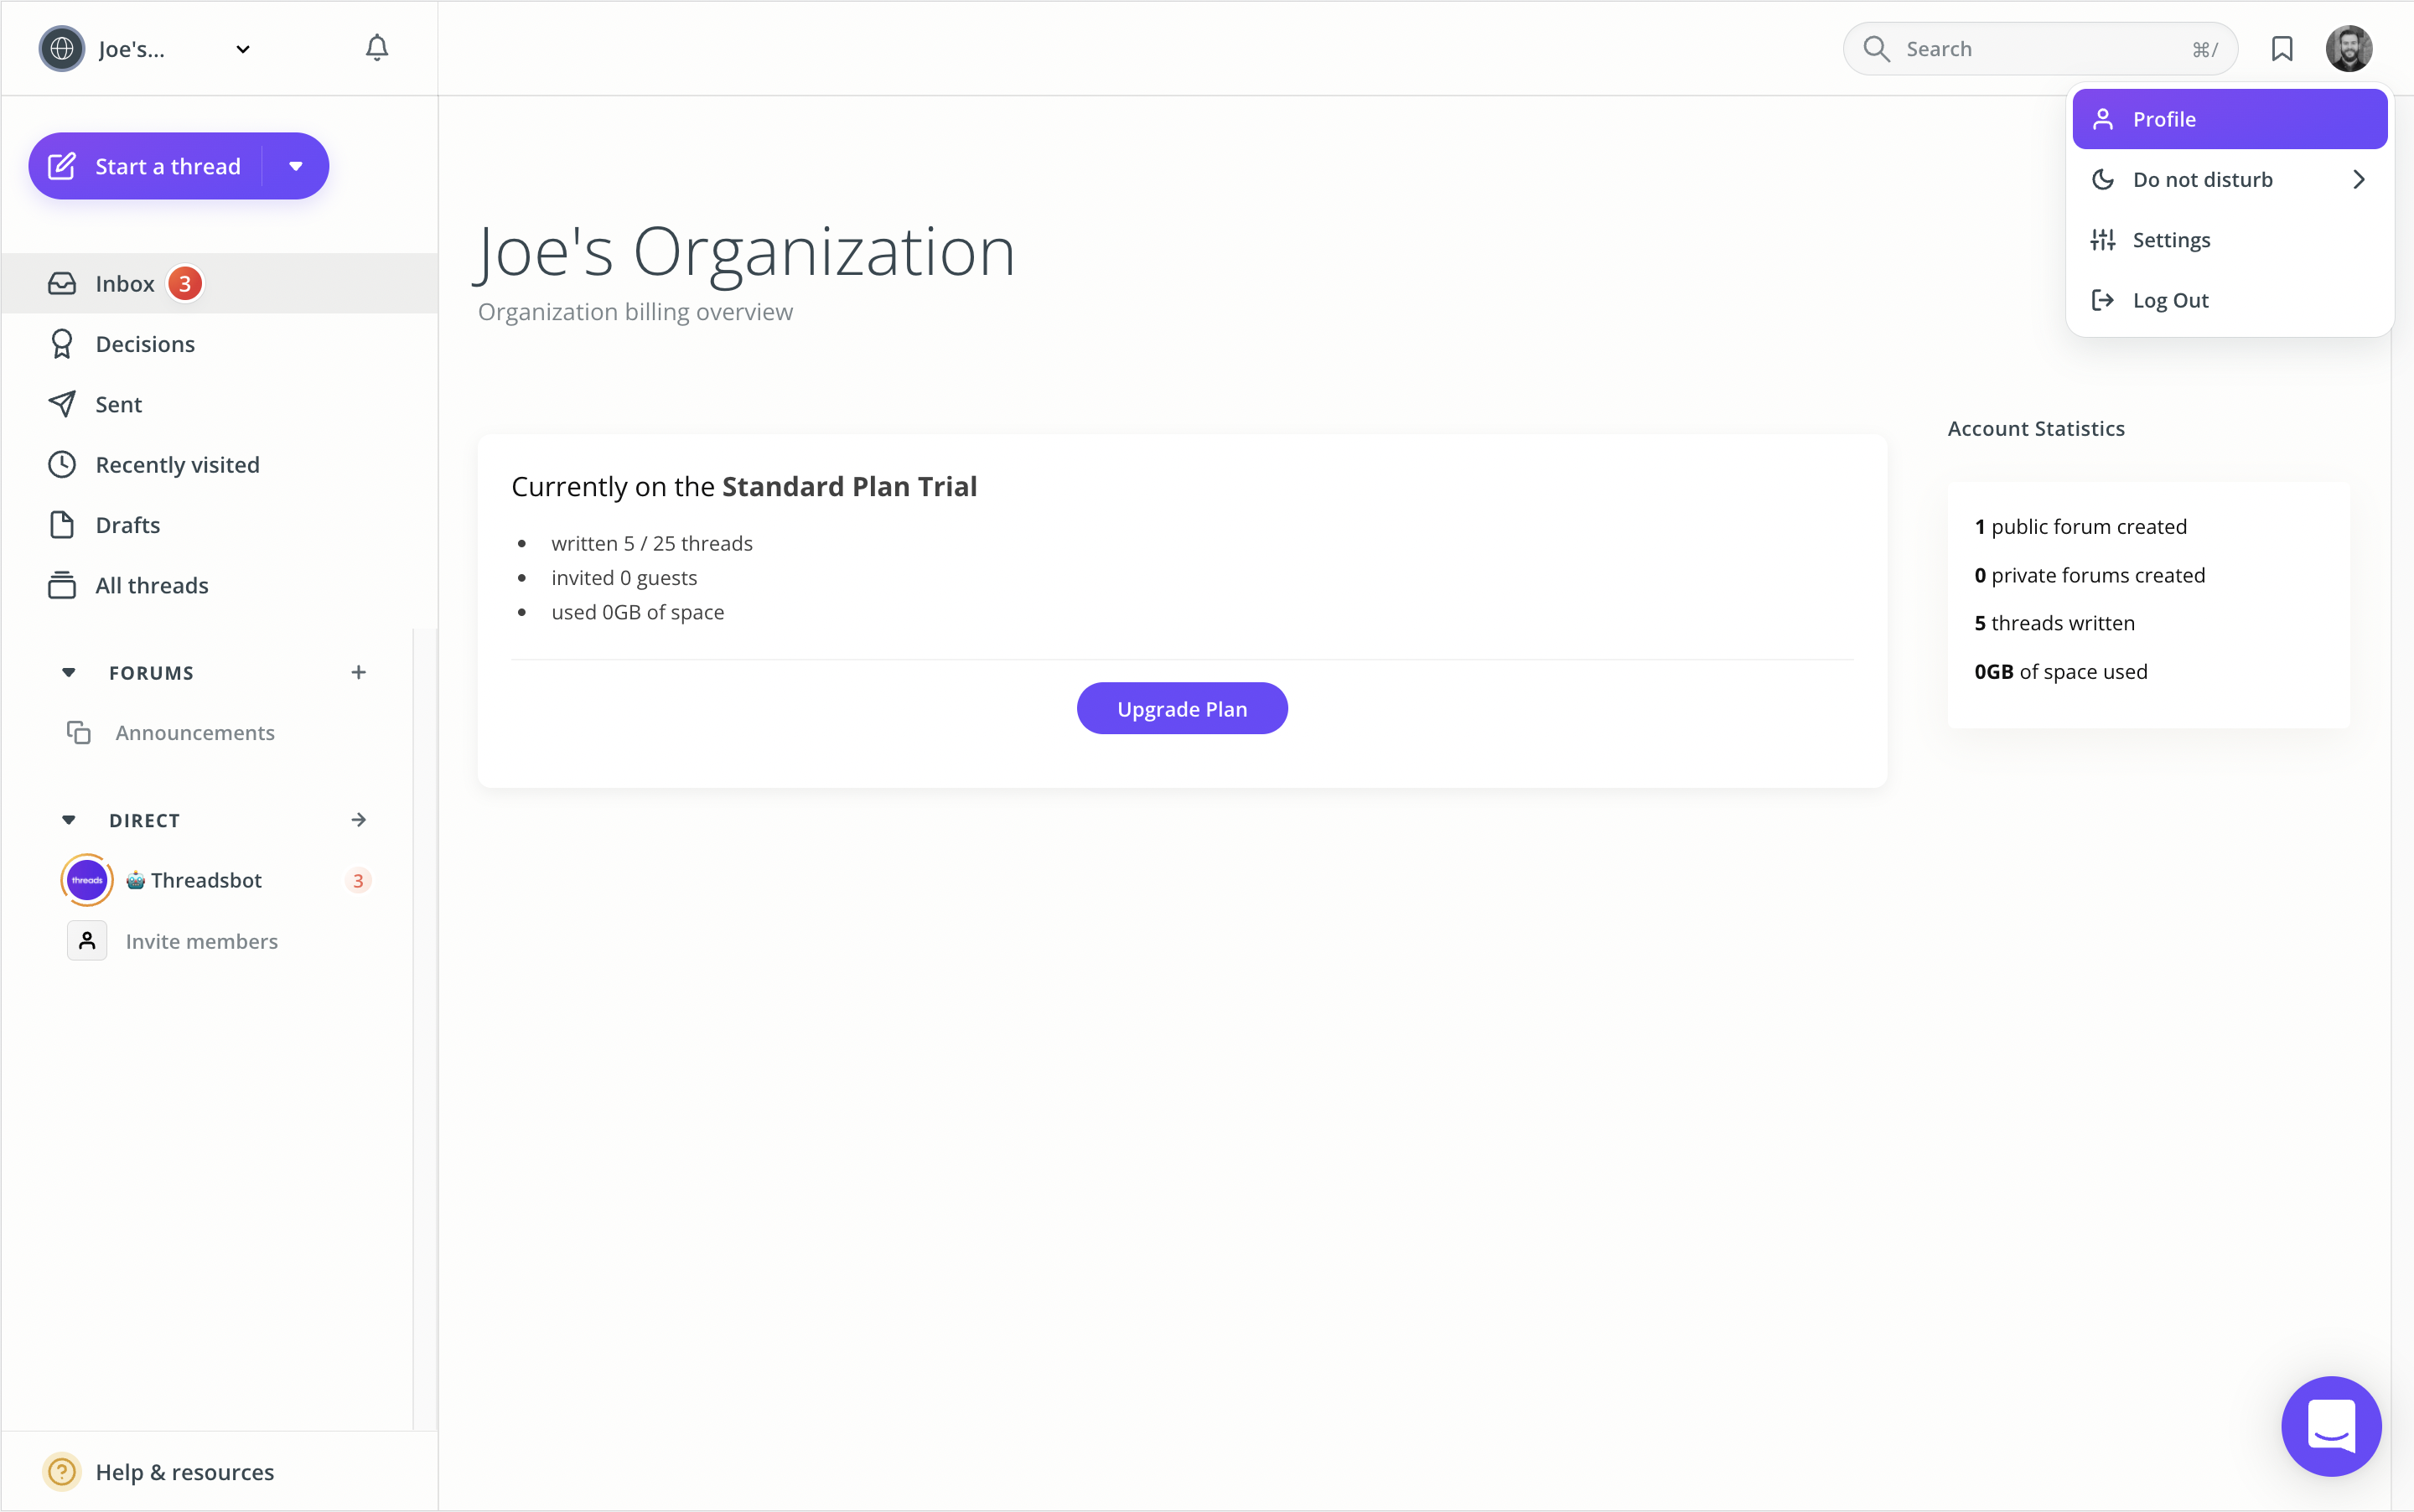 Joe's...
Search ⌘/
Start a thread
Inbox 3
Decisions
Sent
Recently visited
Drafts
All threads
FORUMS
Announcements
DIRECT
threads
Threadsbot 3
Invite members
Help & resources
Profile
Do not disturb
Settings
Log Out
Joe's Organization
Organization billing overview
Currently on the Standard Plan Trial
written 5 / 25 threads
invited 0 guests
used 0GB of space
Upgrade Plan
Account Statistics
1 public forum created
0 private forums created
5 threads written
0GB of space used